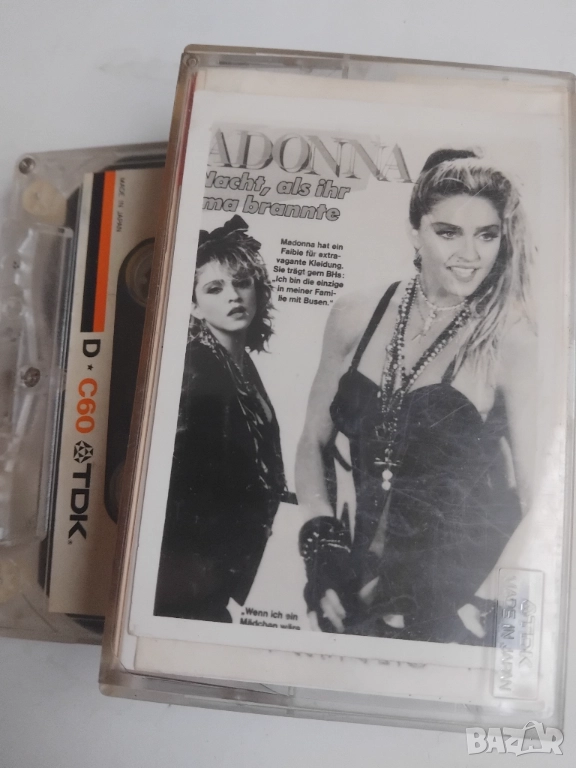 ADONNA
Nacht, als ihr
ma brannte
Madonna hat ein
Faible für extra-
vagante Kleidung.
Sie trägt gern BHs:
„Ich bin die einzige
in meiner Fami-
lie mit Busen."
„Wenn ich ein
Mädchen wäre
MADE IN JAPAN
D • C60 TDK
TDK
MADE IN JAPAN
BAZAR